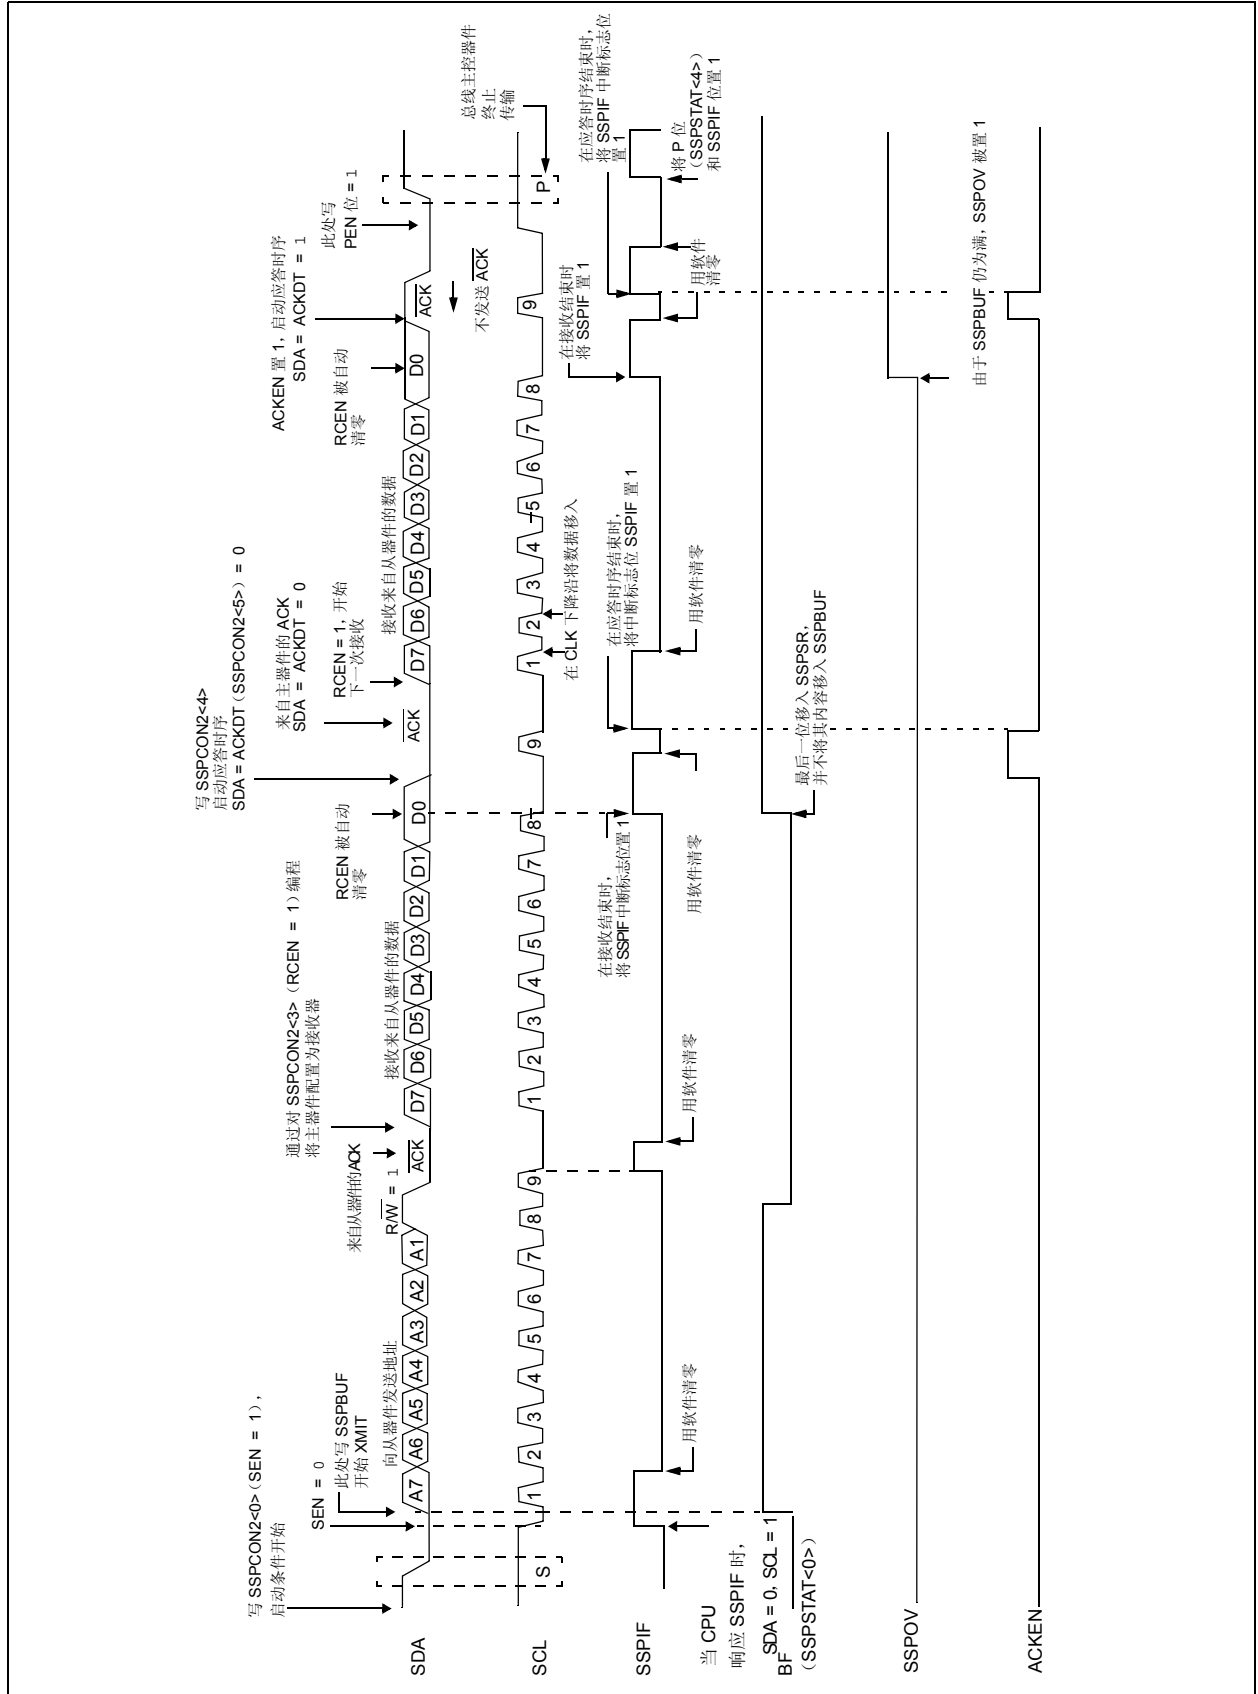 写 SSPCON2<0>(SEN = 1),
启动条件开始
SEN = 0
此处写 SSPBUF
开始 XMIT
向从器件发送地址
来自从器件的ACK
R/W = 1
通过对 SSPCON2<3>(RCEN = 1)编程
将主器件配置为接收器
接收来自从器件的数据
RCEN 被自动
清零
写 SSPCON2<4>
启动应答时序
SDA = ACKDT(SSPCON2<5>)= 0
来自主器件的 ACK
SDA = ACKDT = 0
RCEN = 1,开始
下一次接收
接收来自从器件的数据
RCEN 被自动
清零
ACKEN 置 1,启动应答时序
SDA = ACKDT = 1
此处写
PEN 位 = 1
总线主控器件
终止
传输
SDA
A7 A6 A5 A4 A3 A2 A1
ACK
D7 D6 D5 D4 D3 D2 D1 D0
ACK
D7 D6 D5 D4 D3 D2 D1 D0
ACK
不发送 ACK
SCL
S
1 2 3 4 5 6 7 8 9
1 2 3 4 5 6 7 8 9
1 2 3 4 5 6 7 8 9
P
在 CLK 下降沿将数据移入
SSPIF
在接收结束时,
将 SSPIF 中断标志位置 1
在应答时序结束时,
将中断标志位 SSPIF 置 1
在接收结束时
将 SSPIF 置 1
在应答时序结束时,
将 SSPIF 中断标志位
置 1
用软件清零
用软件清零
用软件清零
用软件清零
用软件
清零
将 P 位
(SSPSTAT<4>)
和 SSPIF 位置 1
当 CPU
响应 SSPIF 时,
SDA = 0, SCL = 1
BF
(SSPSTAT<0>)
最后一位移入 SSPSR,
并不将其内容移入 SSPBUF
SSPOV
由于 SSPBUF 仍为满,SSPOV 被置 1
ACKEN